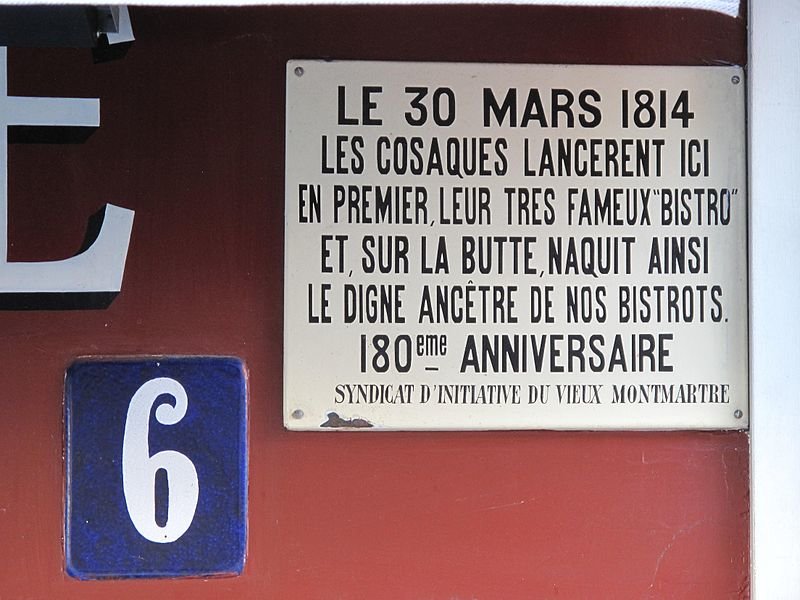 E
LE 30 MARS 1814
LES COSAQUES LANCERENT ICI
EN PREMIER, LEUR TRES FAMEUX "BISTRO"
ET, SUR LA BUTTE, NAQUIT AINSI
LE DIGNE ANCÊTRE DE NOS BISTROTS.
180eme ANNIVERSAIRE
SYNDICAT D'INITIATIVE DU VIEUX MONTMARTRE
6